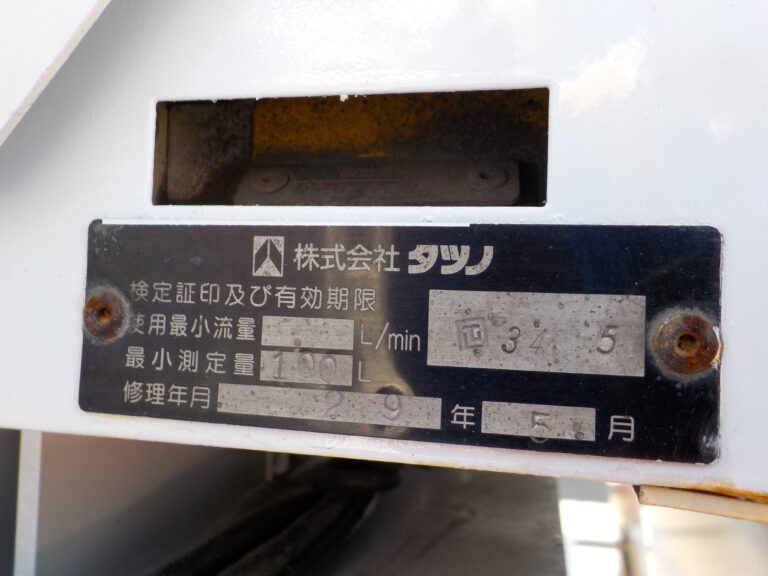 株式会社 タツノ
検定証印及び有効期限
34 5
使用最小流量 L/min
最小測定量 100 L
修理年月 29 年 5 月